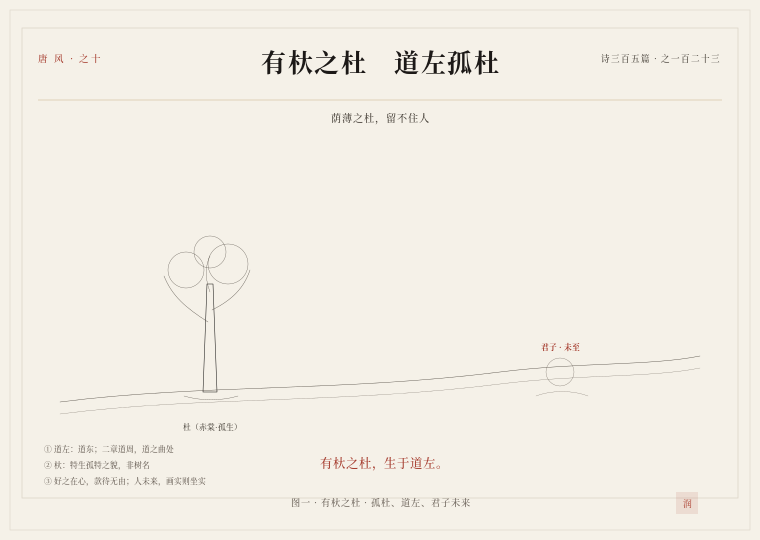 唐 风 · 之十
有杕之杜　道左孤杜
诗三百五篇 · 之一百二十三
荫薄之杜，留不住人
君子 · 未至
杜（赤棠·孤生）
① 道左：道东；二章道周，道之曲处
② 杕：特生孤特之貌，非树名
③ 好之在心，款待无由；人未来，画实则坐实
有杕之杜，生于道左。
图一 · 有杕之杜 · 孤杜、道左、君子未来
润